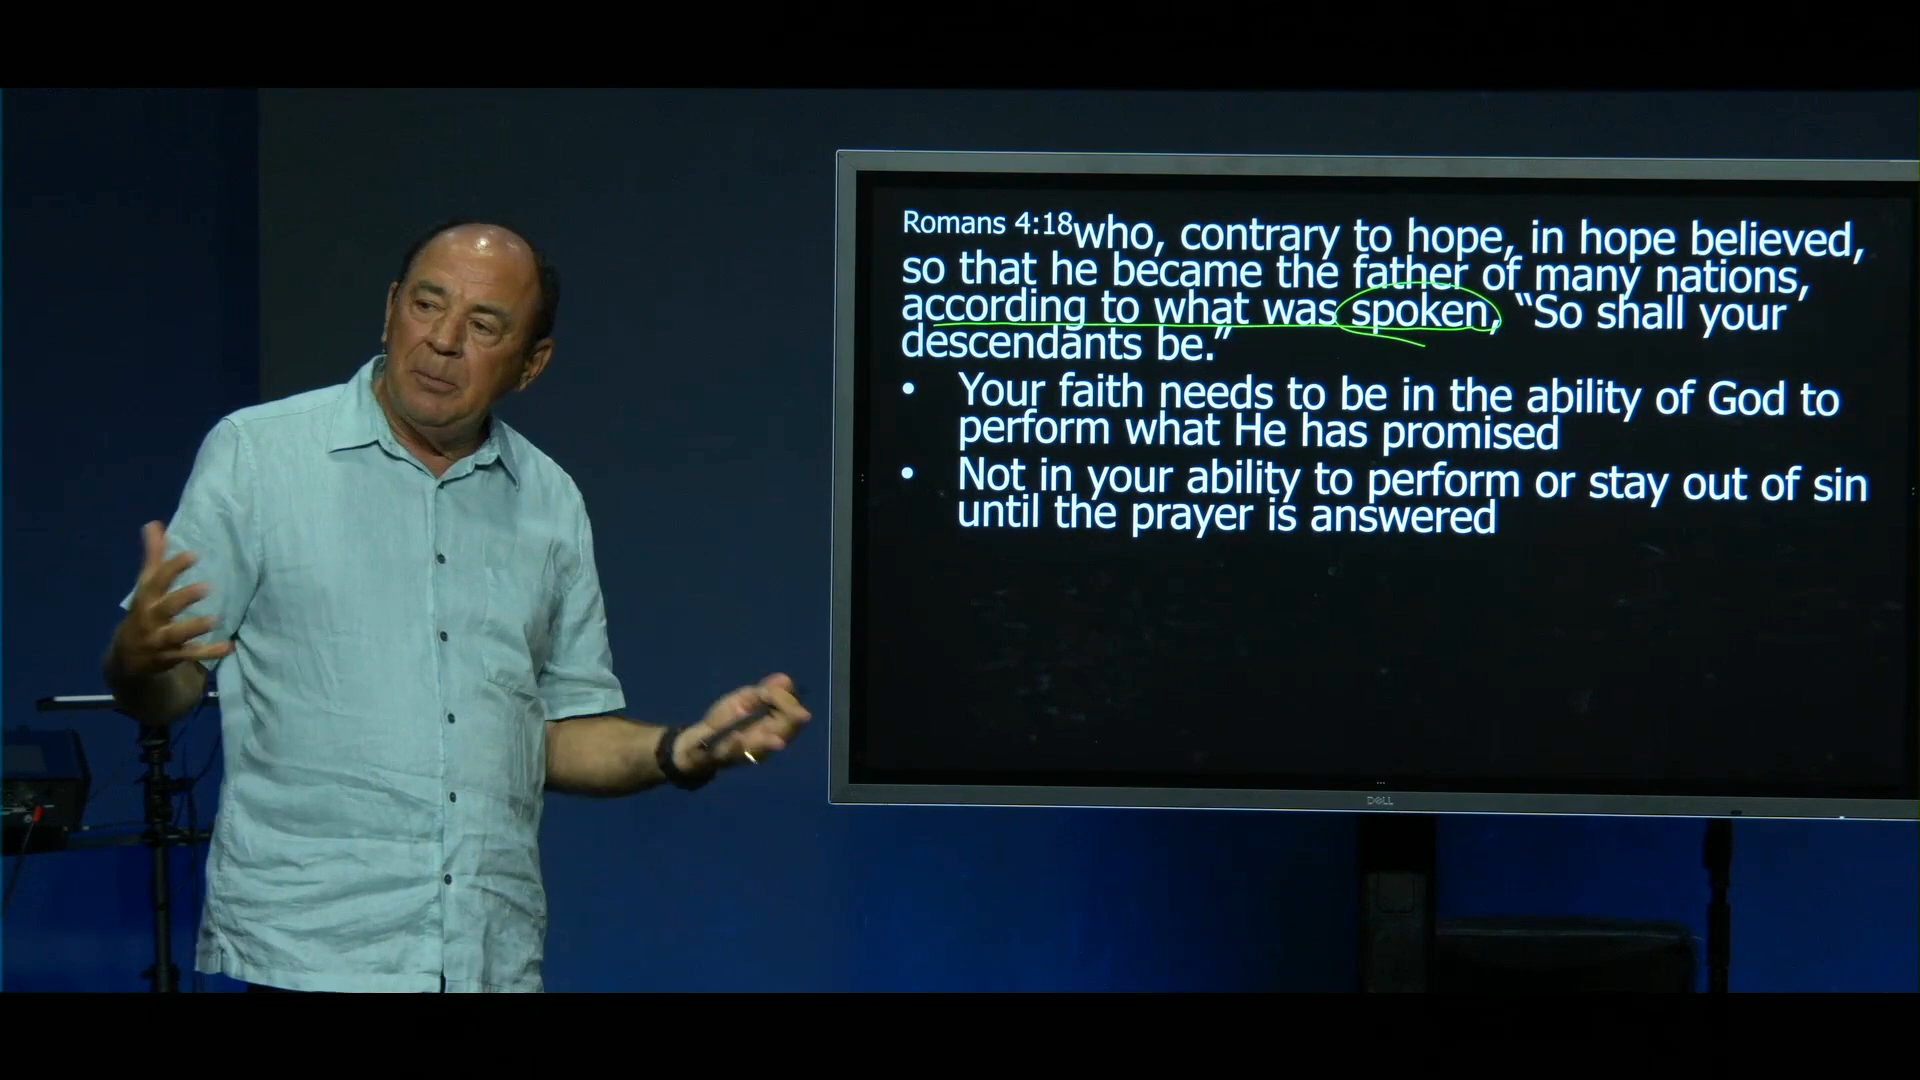 Romans 4:18who, contrary to hope, in hope believed,
so that he became the father of many nations,
according to what was spoken, “So shall your
descendants be.”
• Your faith needs to be in the ability of God to
perform what He has promised
• Not in your ability to perform or stay out of sin
until the prayer is answered
DELL